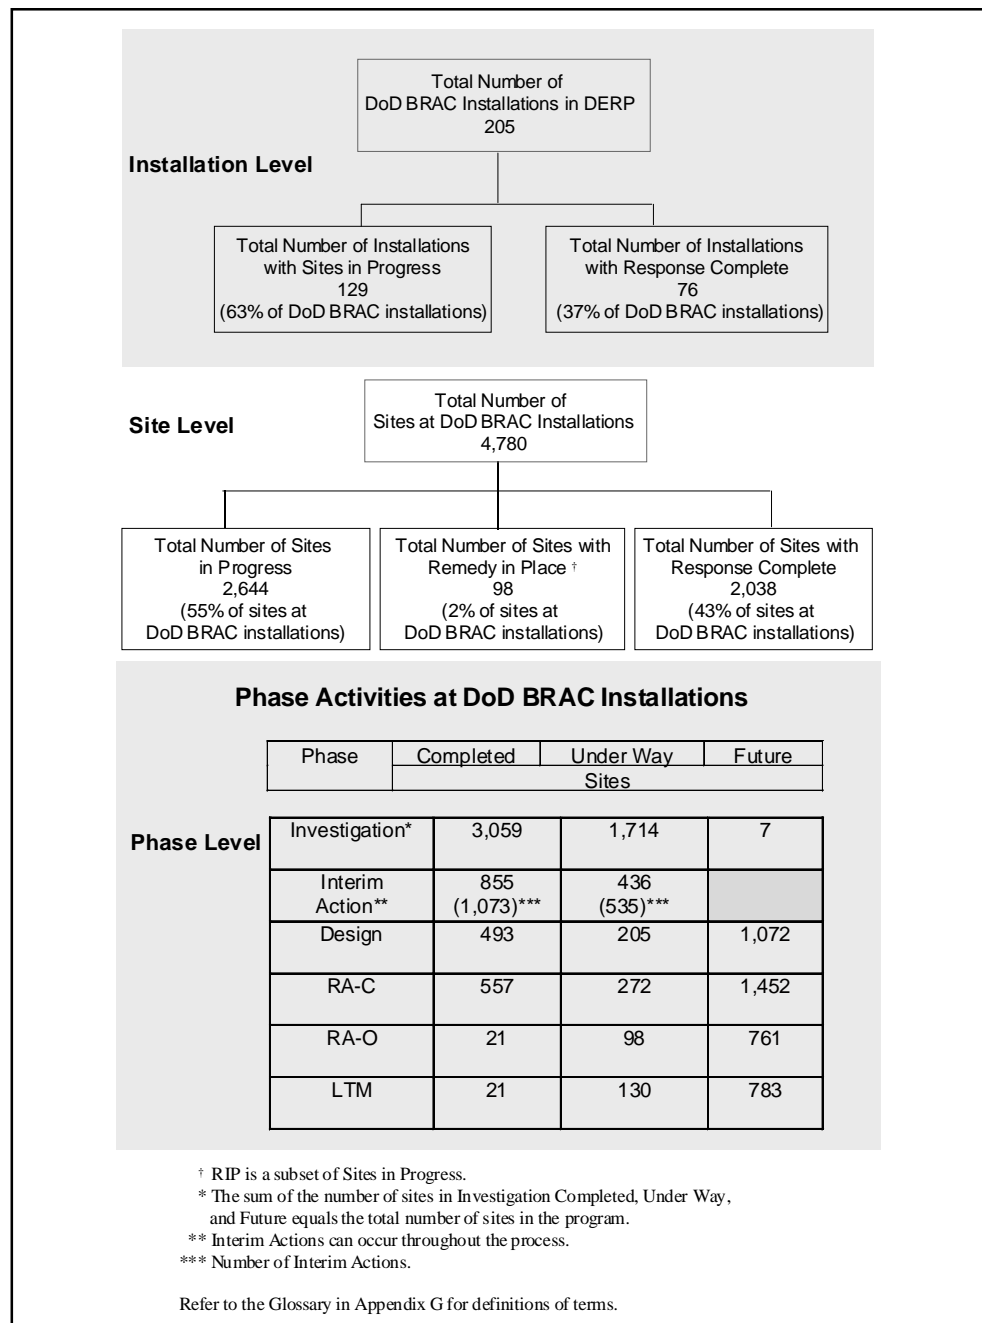 Total Number of
DoD BRAC Installations in DERP
205
Installation Level
Total Number of Installations
with Sites in Progress
129
(63% of DoD BRAC installations)
Total Number of Installations
with Response Complete
76
(37% of DoD BRAC installations)
Total Number of
Sites at DoD BRAC Installations
4,780
Site Level
Total Number of Sites
in Progress
2,644
(55% of sites at
DoD BRAC installations)
Total Number of Sites with
Remedy in Place †
98
(2% of sites at
DoD BRAC installations)
Total Number of Sites with
Response Complete
2,038
(43% of sites at
DoD BRAC installations)
Phase Activities at DoD BRAC Installations
Phase Completed Under Way Future
Sites
Phase Level
Investigation* 3,059 1,714 7
Interim 855 436
Action** (1,073)*** (535)***
Design 493 205 1,072
RA-C 557 272 1,452
RA-O 21 98 761
LTM 21 130 783
† RIP is a subset of Sites in Progress.
* The sum of the number of sites in Investigation Completed, Under Way,
and Future equals the total number of sites in the program.
** Interim Actions can occur throughout the process.
*** Number of Interim Actions.
Refer to the Glossary in Appendix G for definitions of terms.